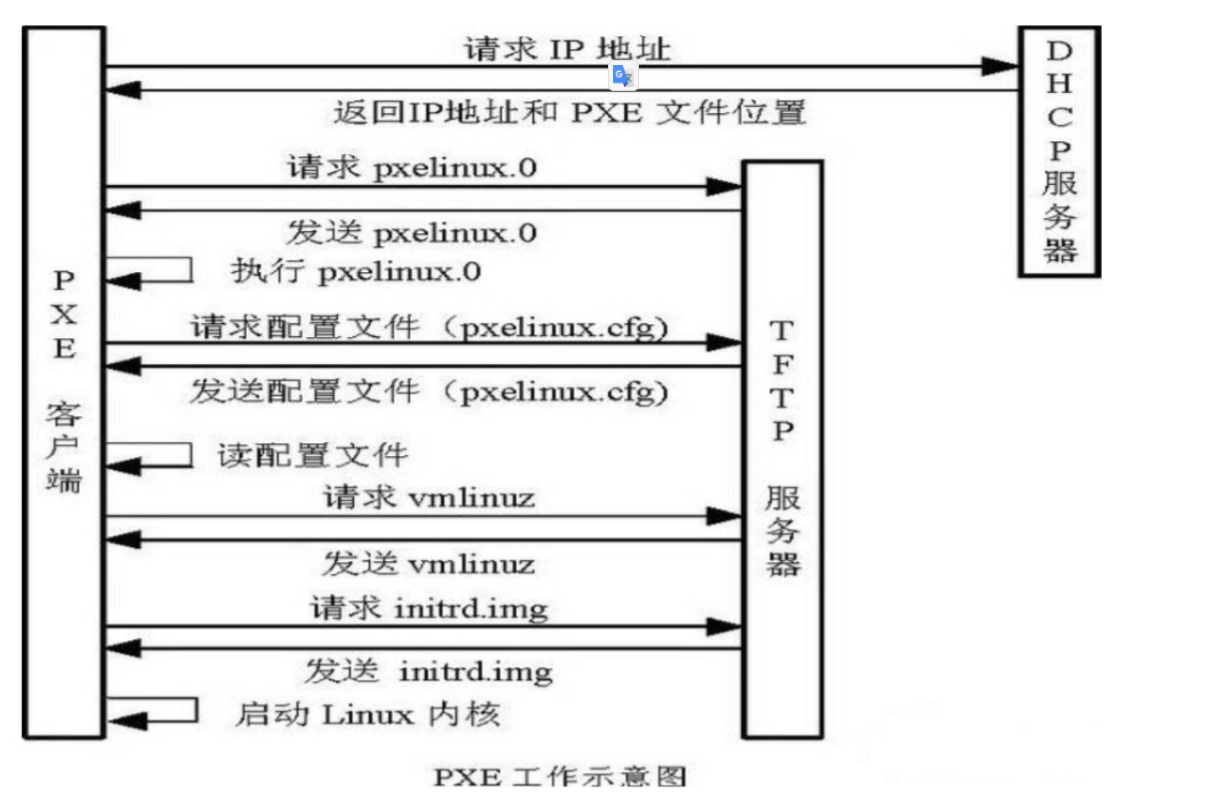 请求 IP 地址
返回IP地址和 PXE 文件位置
DHCP服务器
请求 pxelinux.0
发送 pxelinux.0
执行 pxelinux.0
请求配置文件（pxelinux.cfg)
发送配置文件（pxelinux.cfg)
读配置文件
请求 vmlinuz
发送 vmlinuz
请求 initrd.img
发送 initrd.img
启动 Linux 内核
PXE 客户端
TFTP 服务器
PXE 工作示意图